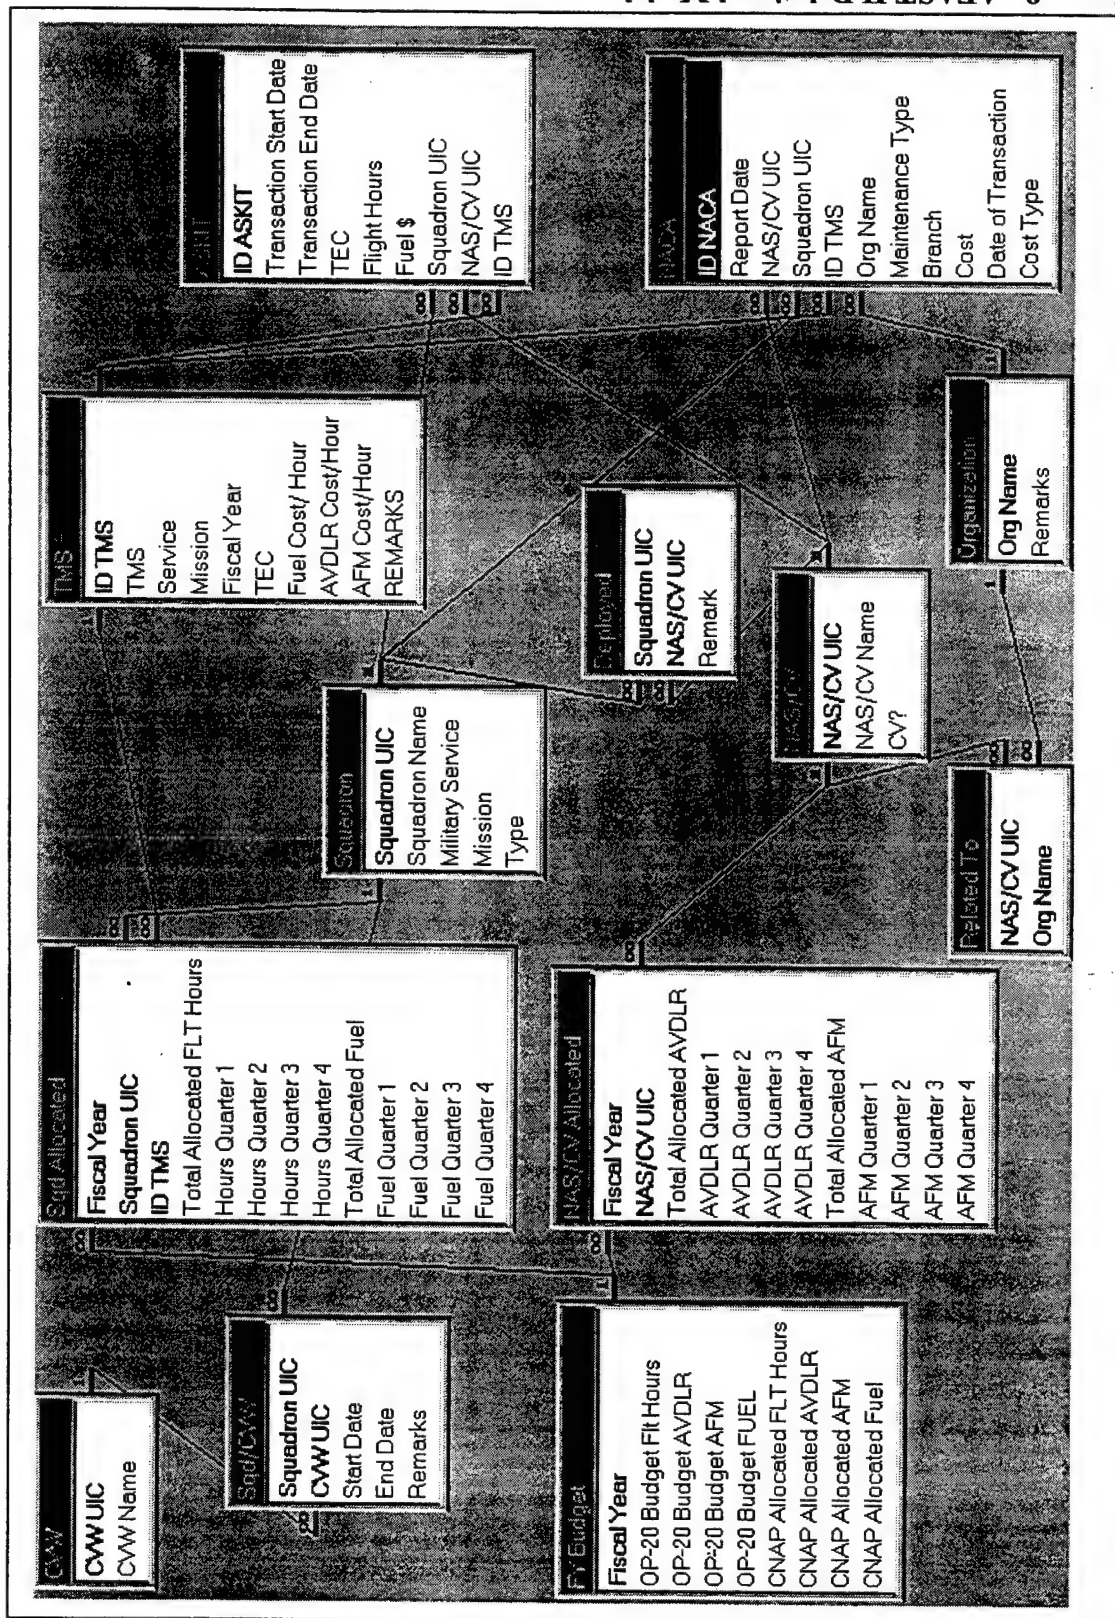 CVW
CVW UIC
CVW Name
Sqd/CVW
Squadron UIC
CVW UIC
Start Date
End Date
Remarks
FY Budget
Fiscal Year
OP-20 Budget Flt Hours
OP-20 Budget AVDLR
OP-20 Budget AFM
OP-20 Budget FUEL
CNAP Allocated FLT Hours
CNAP Allocated AVDLR
CNAP Allocated AFM
CNAP Allocated Fuel
Sqd Allocated
Fiscal Year
Squadron UIC
ID TMS
Total Allocated FLT Hours
Hours Quarter 1
Hours Quarter 2
Hours Quarter 3
Hours Quarter 4
Total Allocated Fuel
Fuel Quarter 1
Fuel Quarter 2
Fuel Quarter 3
Fuel Quarter 4
NAS/CV Allocated
Fiscal Year
NAS/CV UIC
Total Allocated AVDLR
AVDLR Quarter 1
AVDLR Quarter 2
AVDLR Quarter 3
AVDLR Quarter 4
Total Allocated AFM
AFM Quarter 1
AFM Quarter 2
AFM Quarter 3
AFM Quarter 4
Squadron
Squadron UIC
Squadron Name
Military Service
Mission
Type
Related To
NAS/CV UIC
Org Name
TMS
ID TMS
TMS
Service
Mission
Fiscal Year
TEC
Fuel Cost/ Hour
AVDLR Cost/Hour
AFM Cost/Hour
REMARKS
Deployed
Squadron UIC
NAS/CV UIC
Remark
NAS/CV
NAS/CV UIC
NAS/CV Name
CV?
Organization
Org Name
Remarks
ASKIT
ID ASKIT
Transaction Start Date
Transaction End Date
TEC
Flight Hours
Fuel $
Squadron UIC
NAS/CV UIC
ID TMS
NACA
ID NACA
Report Date
NAS/CV UIC
Squadron UIC
ID TMS
Org Name
Maintenance Type
Branch
Cost
Date of Transaction
Cost Type